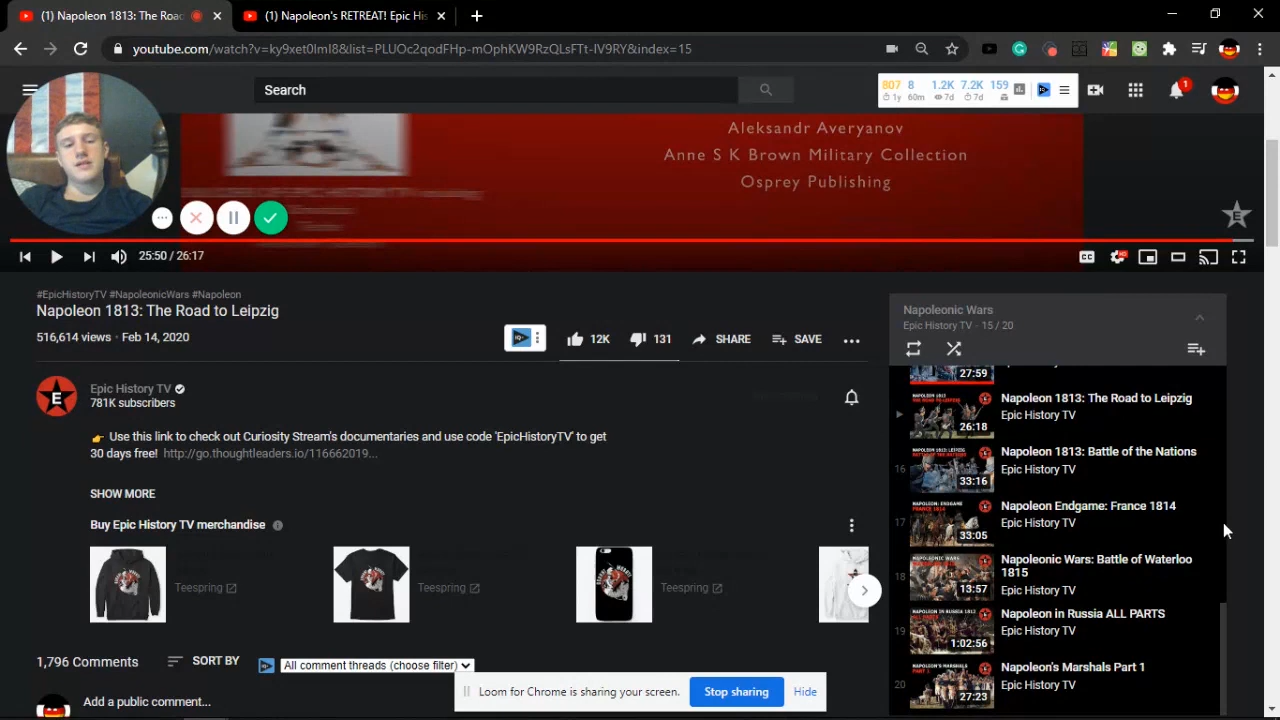 (1) Napoleon 1813: The Road
(1) Napoleon's RETREAT! Epic His
youtube.com/watch?v=ky9xet0lmI8&list=PLUOc2qodFHp-mOphKW9RzQLsFTt-IV9RY&index=15
Search
807 8 1.2K 7.2K 159
1y 60m 7d 7d
1
Aleksandr Averyanov
Anne S K Brown Military Collection
Osprey Publishing
E
25:50 / 26:17
CC
HD
#EpicHistoryTV #NapoleonicWars #Napoleon
Napoleon 1813: The Road to Leipzig
516,614 views · Feb 14, 2020
12K
131
SHARE
SAVE
E
Epic History TV
781K subscribers
👉 Use this link to check out Curiosity Stream's documentaries and use code 'EpicHistoryTV' to get
30 days free! http://go.thoughtleaders.io/116662019...
SHOW MORE
Buy Epic History TV merchandise
Teespring
Teespring
Teespring
1,796 Comments
SORT BY
All comment threads (choose filter)
Add a public comment...
Napoleonic Wars
Epic History TV - 15 / 20
27:59
Napoleon 1813: The Road to Leipzig
Epic History TV
26:18
16
Napoleon 1813: Battle of the Nations
Epic History TV
33:16
17
Napoleon Endgame: France 1814
Epic History TV
33:05
18
Napoleonic Wars: Battle of Waterloo
1815
Epic History TV
13:57
19
Napoleon in Russia ALL PARTS
Epic History TV
1:02:56
20
Napoleon's Marshals Part 1
Epic History TV
27:23
Loom for Chrome is sharing your screen.
Stop sharing
Hide